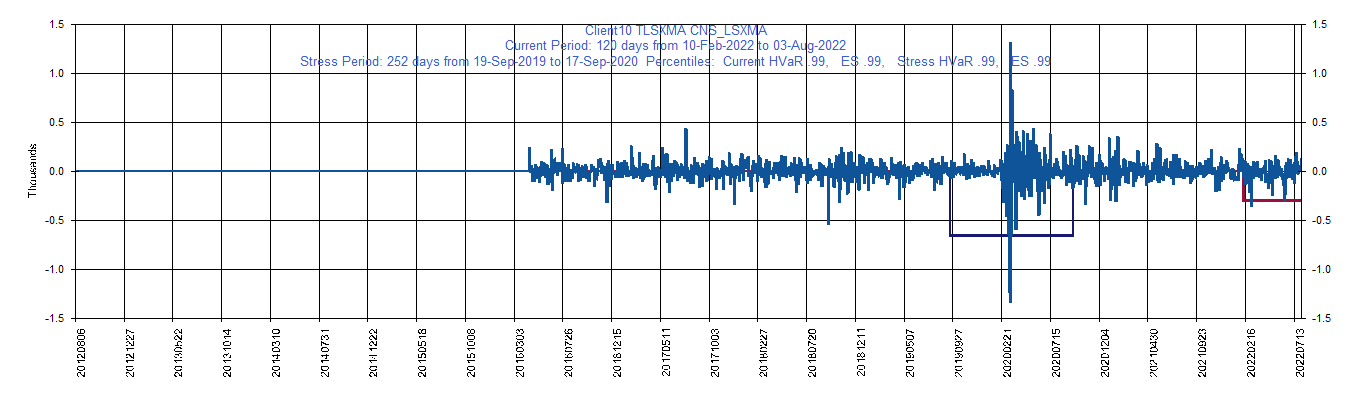 Client10 TLSXMA CNS_LSXMA
Current Period: 120 days from 10-Feb-2022 to 03-Aug-2022
Stress Period: 252 days from 19-Sep-2019 to 17-Sep-2020 Percentiles: Current HVaR .99, ES .99, Stress HVaR .99, ES .99
1.5 1.5
1.0 1.0
0.5 0.5
Thousands
0.0 0.0
-0.5 -0.5
-1.0 -1.0
-1.5 -1.5
20120806 20121227 20130522 20131014 20140310 20140731 20141222 20150518 20151008 20160303 20160726 20161215 20170511 20171003 20180227 20180720 20181211 20190507 20190927 20200221 20200715 20201204 20210430 20210923 20220216 20220713